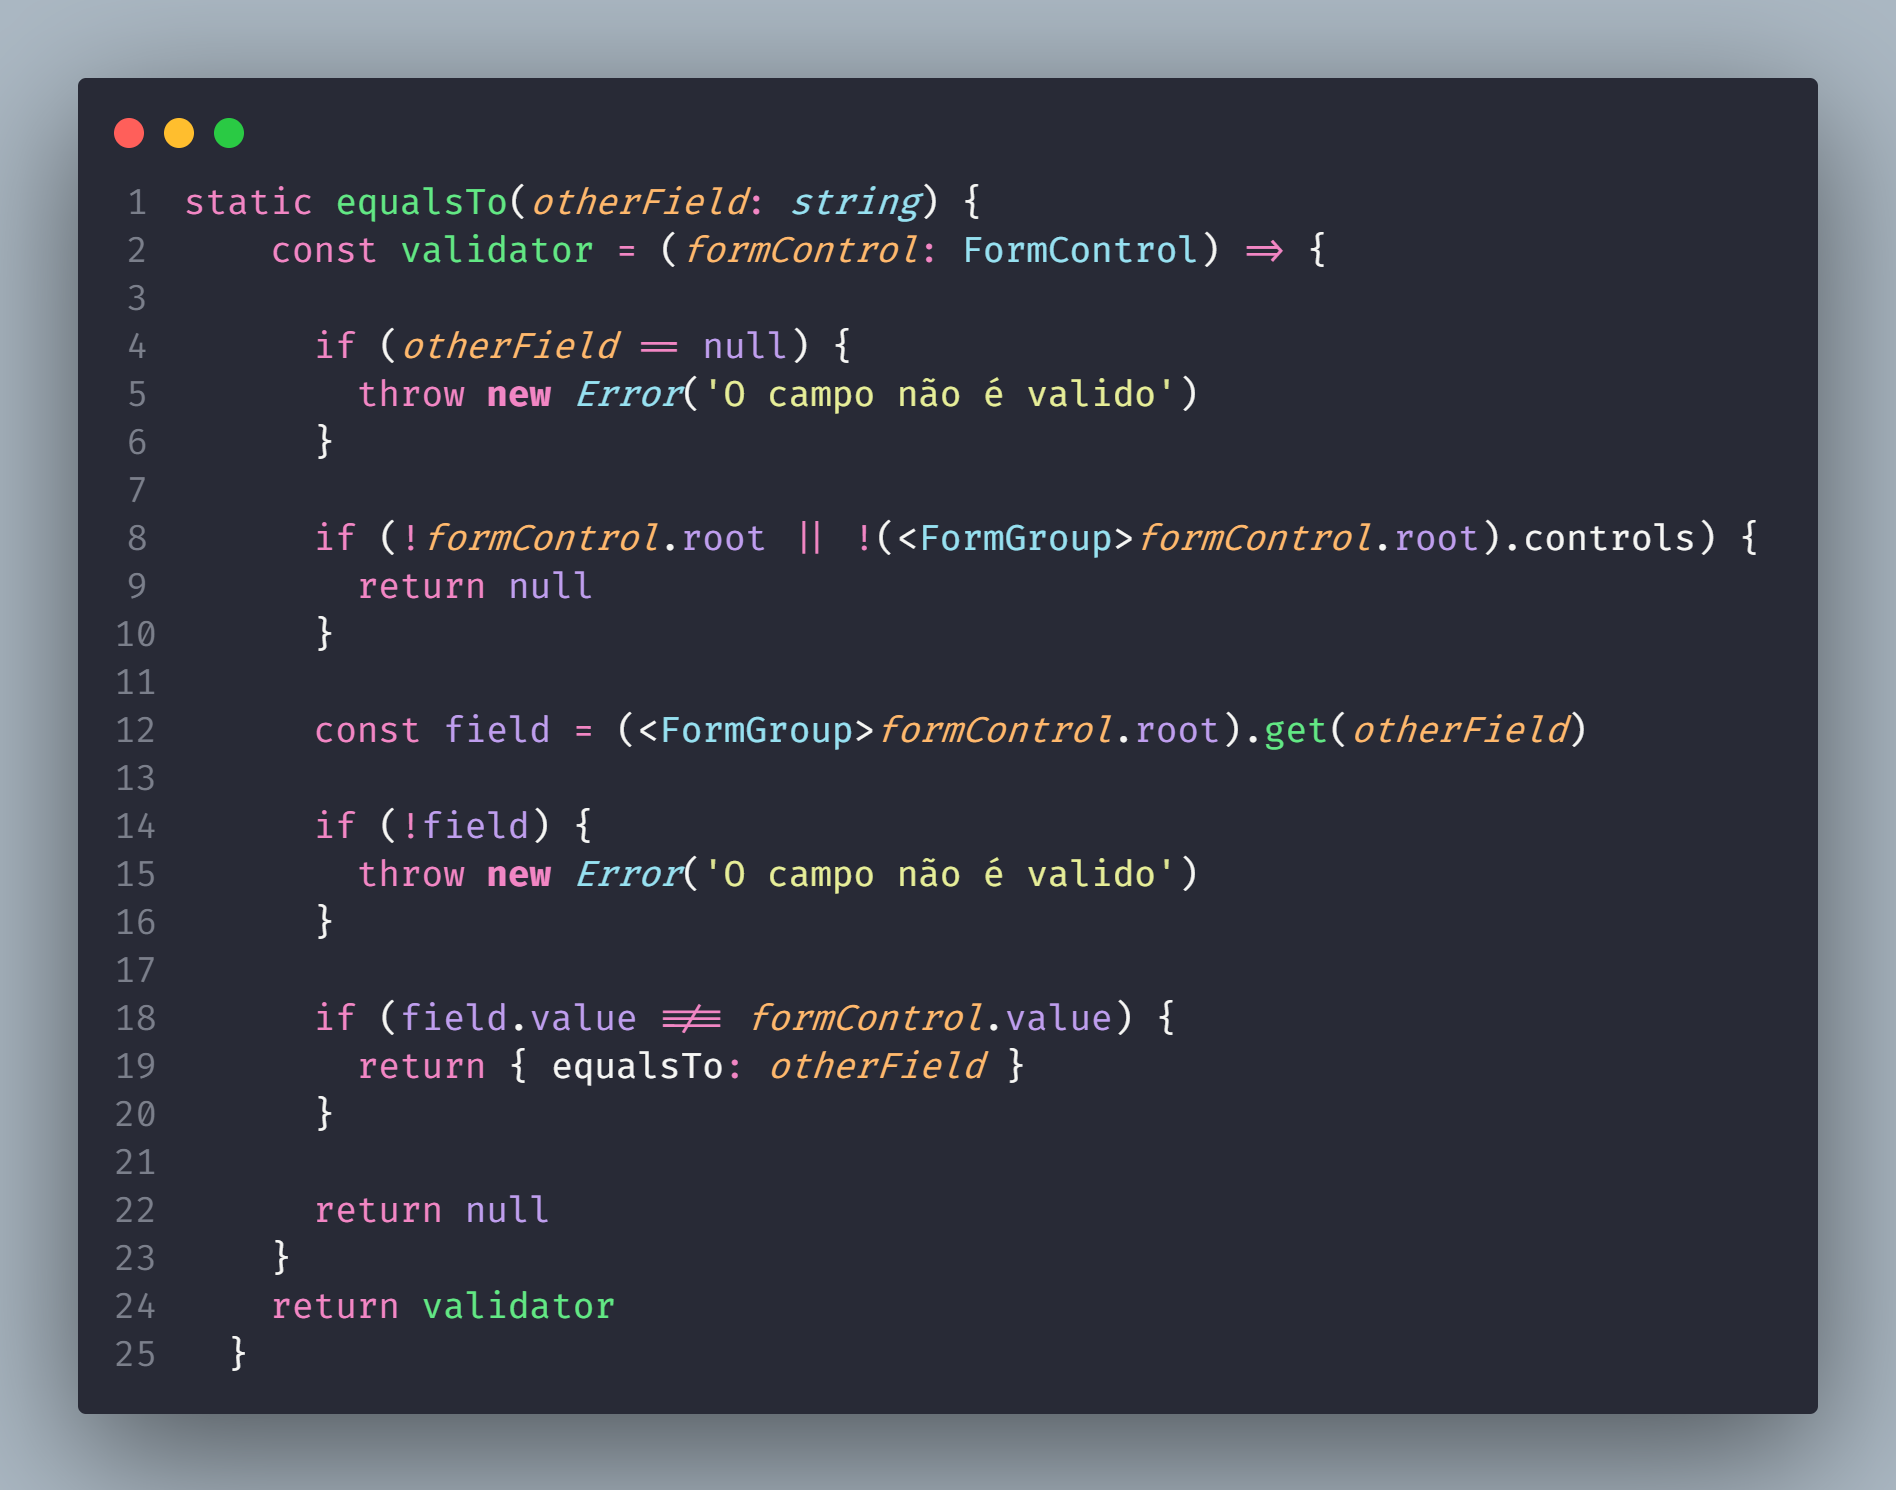 1 static equalsTo(otherField: string) {
2 const validator = (formControl: FormControl) => {
3
4 if (otherField == null) {
5 throw new Error('O campo não é valido')
6 }
7
8 if (!formControl.root || !(<FormGroup>formControl.root).controls) {
9 return null
10 }
11
12 const field = (<FormGroup>formControl.root).get(otherField)
13
14 if (!field) {
15 throw new Error('O campo não é valido')
16 }
17
18 if (field.value !== formControl.value) {
19 return { equalsTo: otherField }
20 }
21
22 return null
23 }
24 return validator
25 }